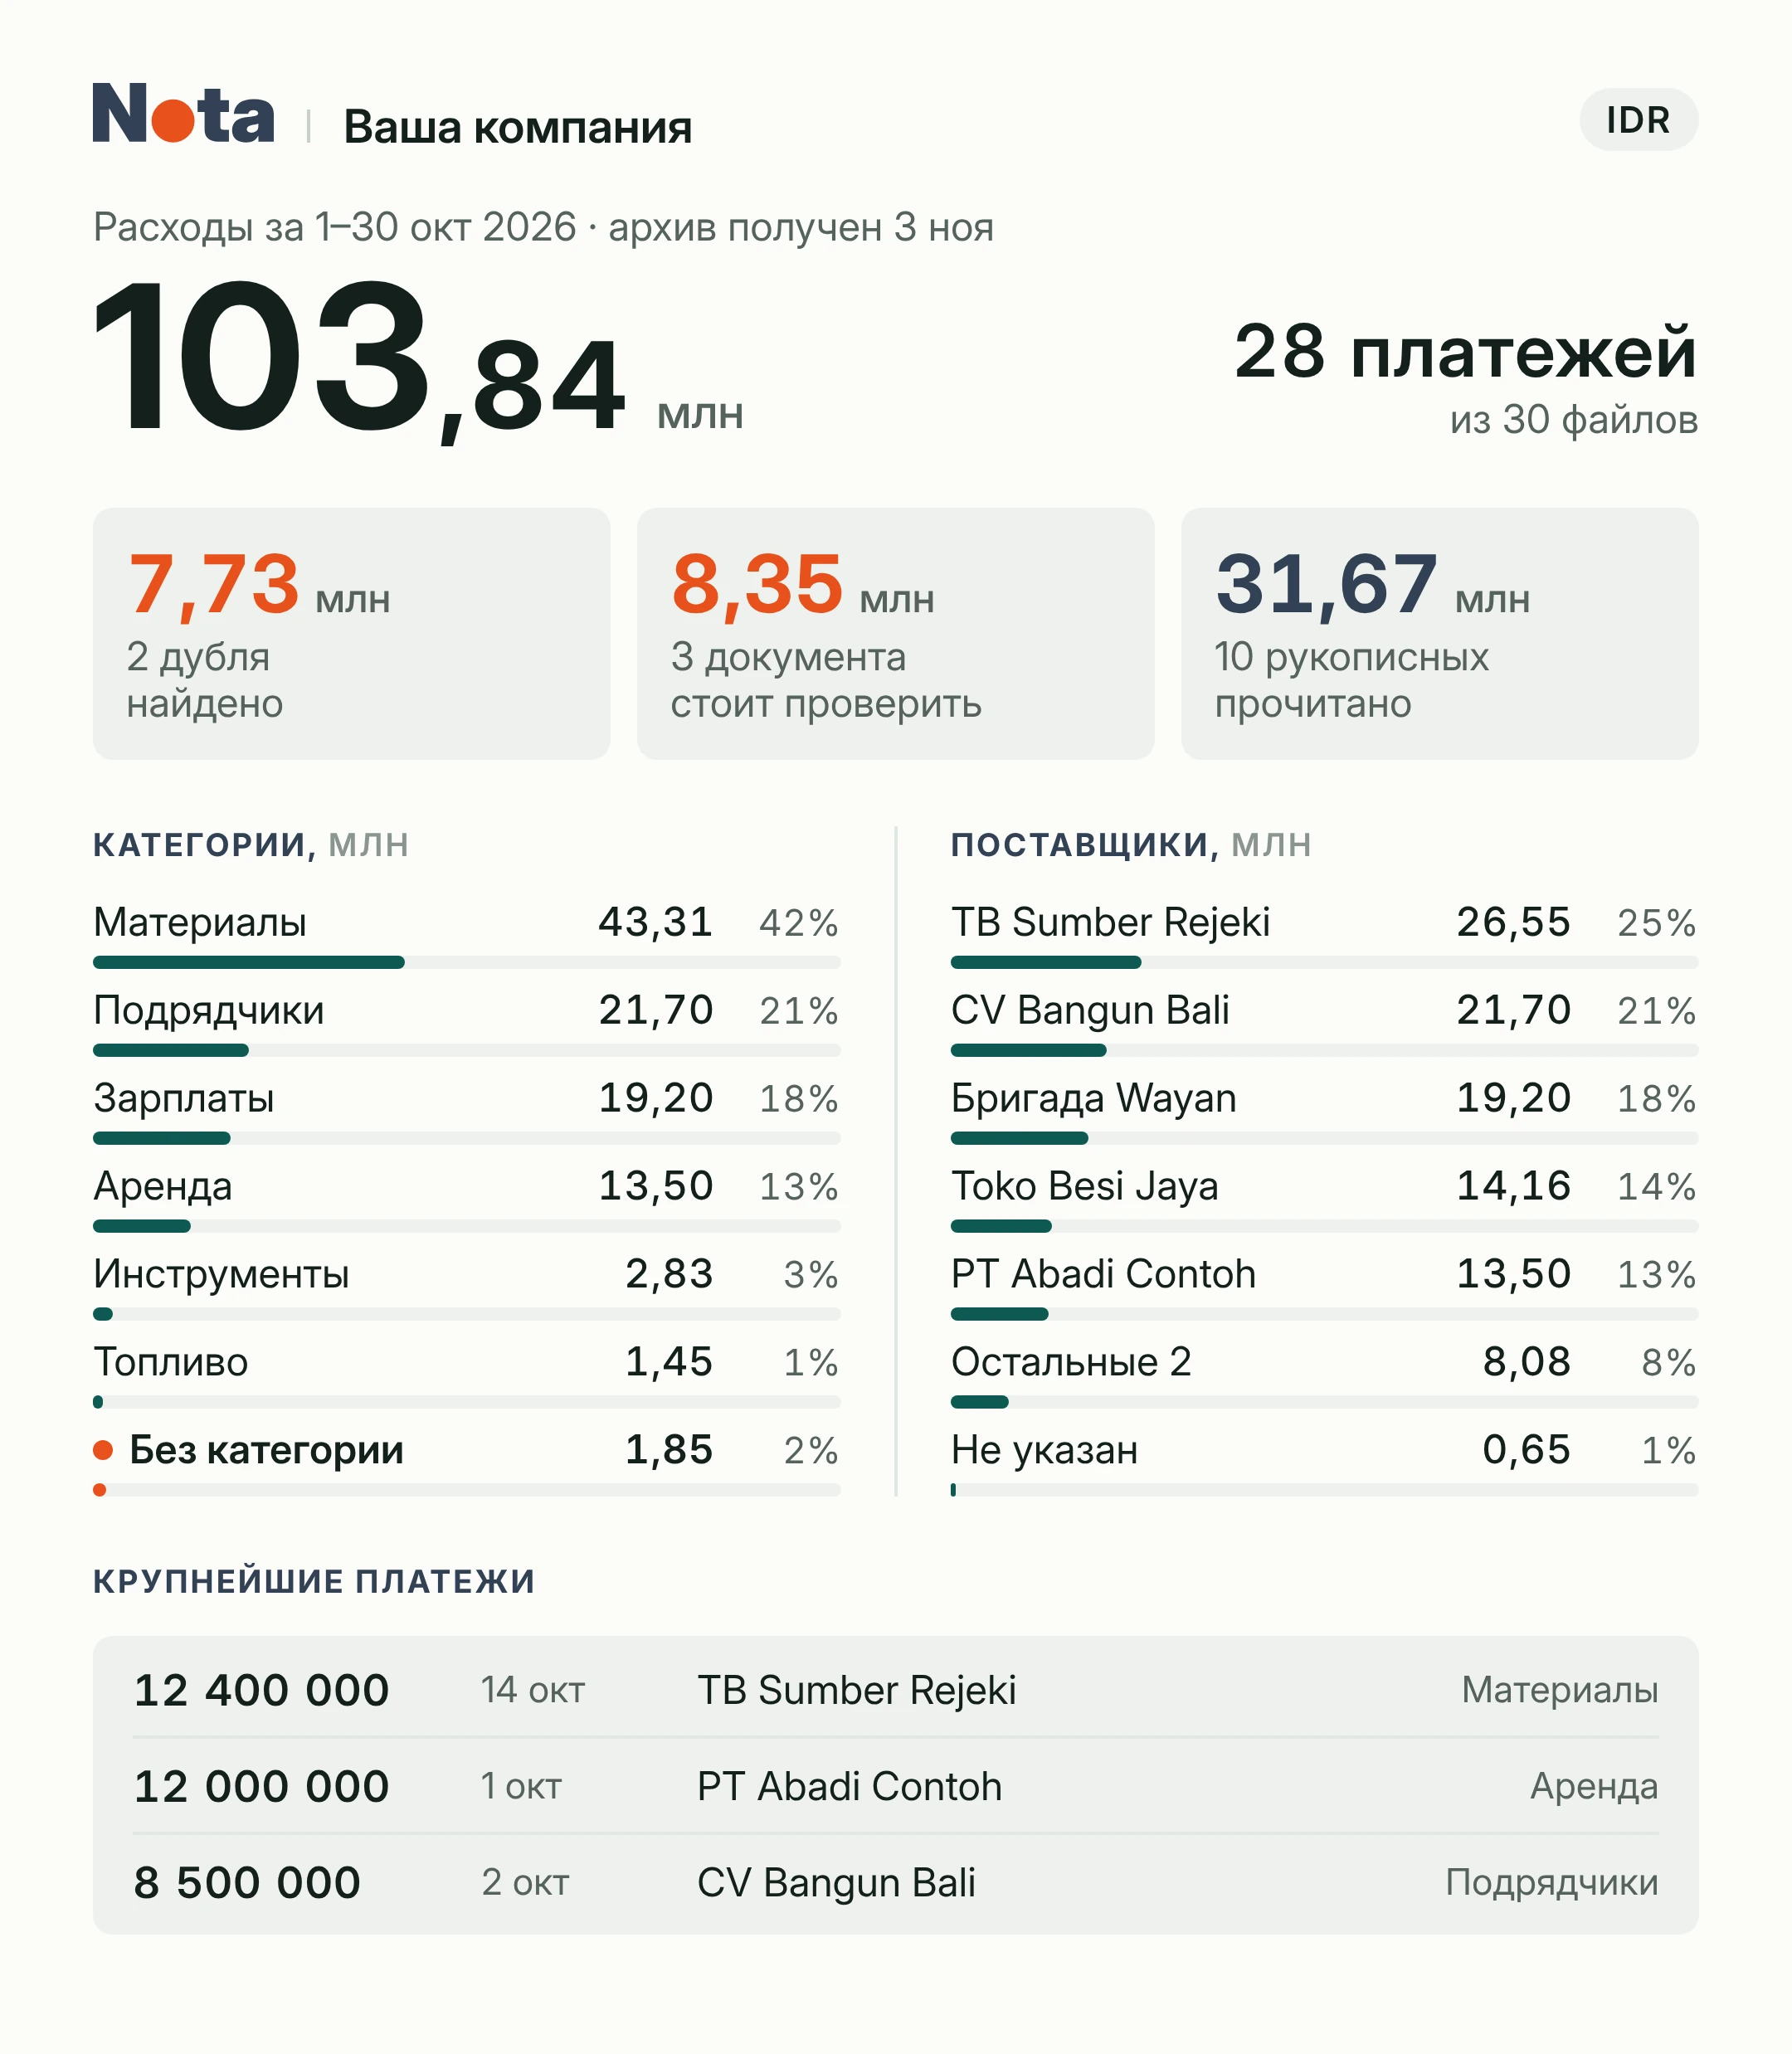 Nota | Ваша компания
IDR
Расходы за 1–30 окт 2026 · архив получен 3 ноя
103,84 млн
28 платежей
из 30 файлов
7,73 млн
2 дубля
найдено
8,35 млн
3 документа
стоит проверить
31,67 млн
10 рукописных
прочитано
КАТЕГОРИИ, МЛН
Материалы 43,31 42%
Подрядчики 21,70 21%
Зарплаты 19,20 18%
Аренда 13,50 13%
Инструменты 2,83 3%
Топливо 1,45 1%
Без категории 1,85 2%
ПОСТАВЩИКИ, МЛН
TB Sumber Rejeki 26,55 25%
CV Bangun Bali 21,70 21%
Бригада Wayan 19,20 18%
Toko Besi Jaya 14,16 14%
PT Abadi Contoh 13,50 13%
Остальные 2 8,08 8%
Не указан 0,65 1%
КРУПНЕЙШИЕ ПЛАТЕЖИ
12 400 000 14 окт TB Sumber Rejeki Материалы
12 000 000 1 окт PT Abadi Contoh Аренда
8 500 000 2 окт CV Bangun Bali Подрядчики